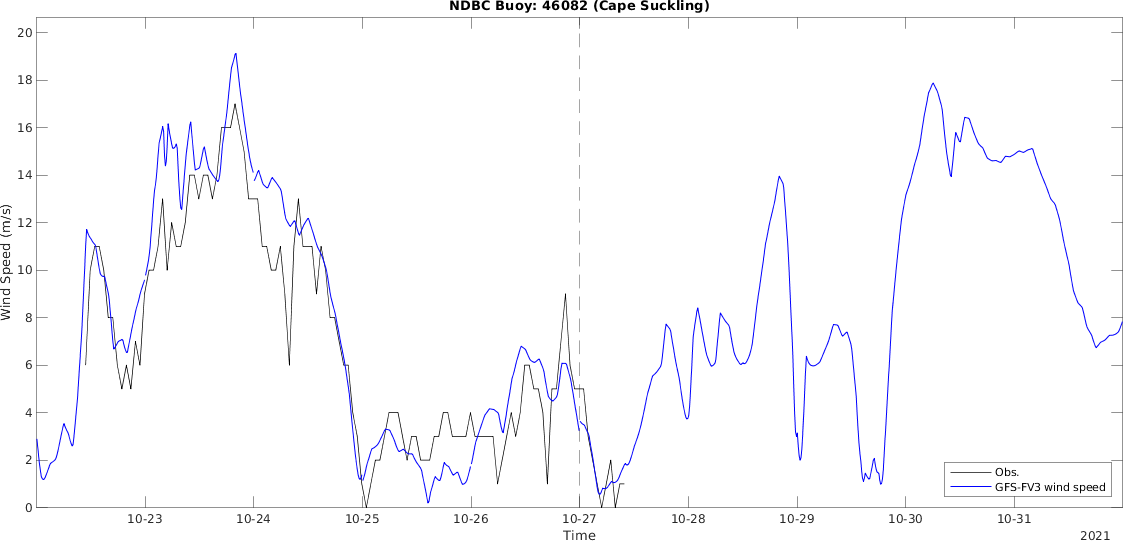 NDBC Buoy: 46082 (Cape Suckling)
20
18
16
14
12
10
8
6
4
2
0
Wind Speed (m/s)
Obs.
GFS-FV3 wind speed
10-23 10-24 10-25 10-26 10-27 10-28 10-29 10-30 10-31
Time
2021